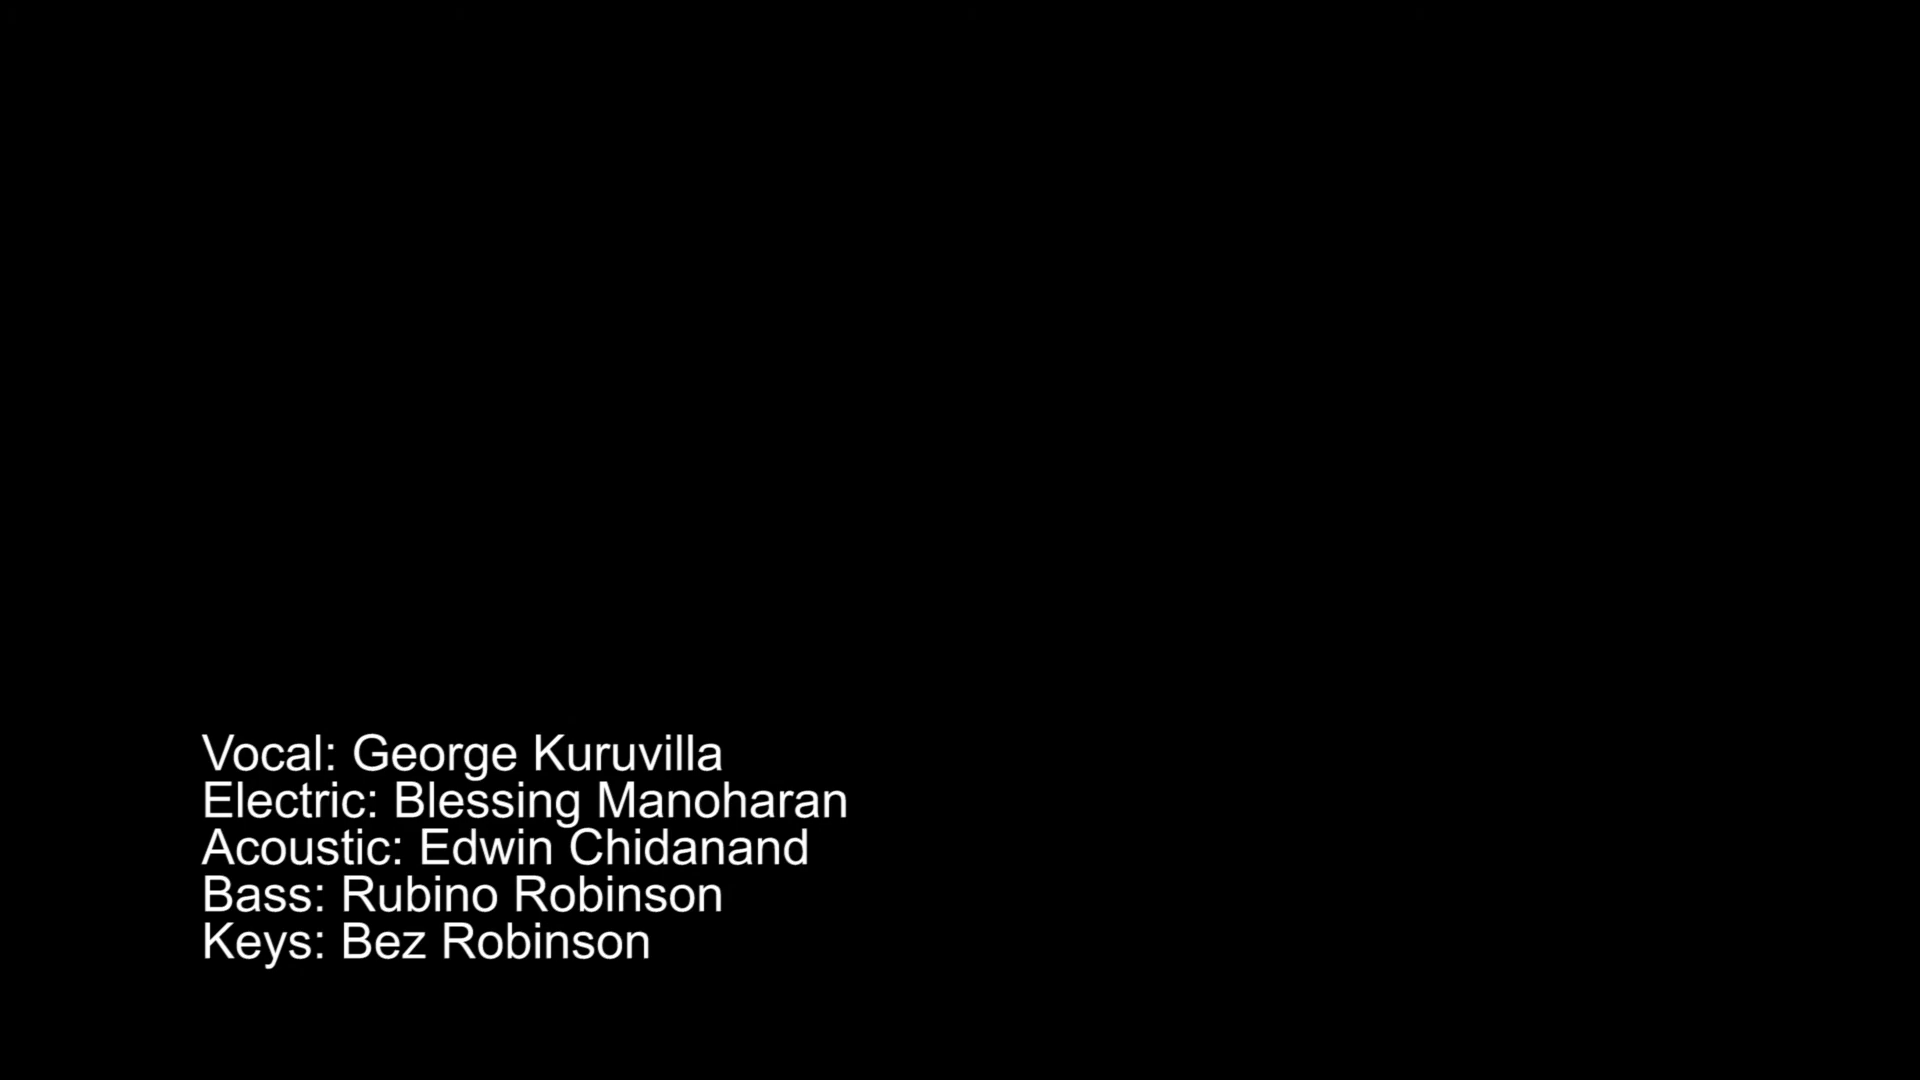 Vocal: George Kuruvilla
Electric: Blessing Manoharan
Acoustic: Edwin Chidanand
Bass: Rubino Robinson
Keys: Bez Robinson